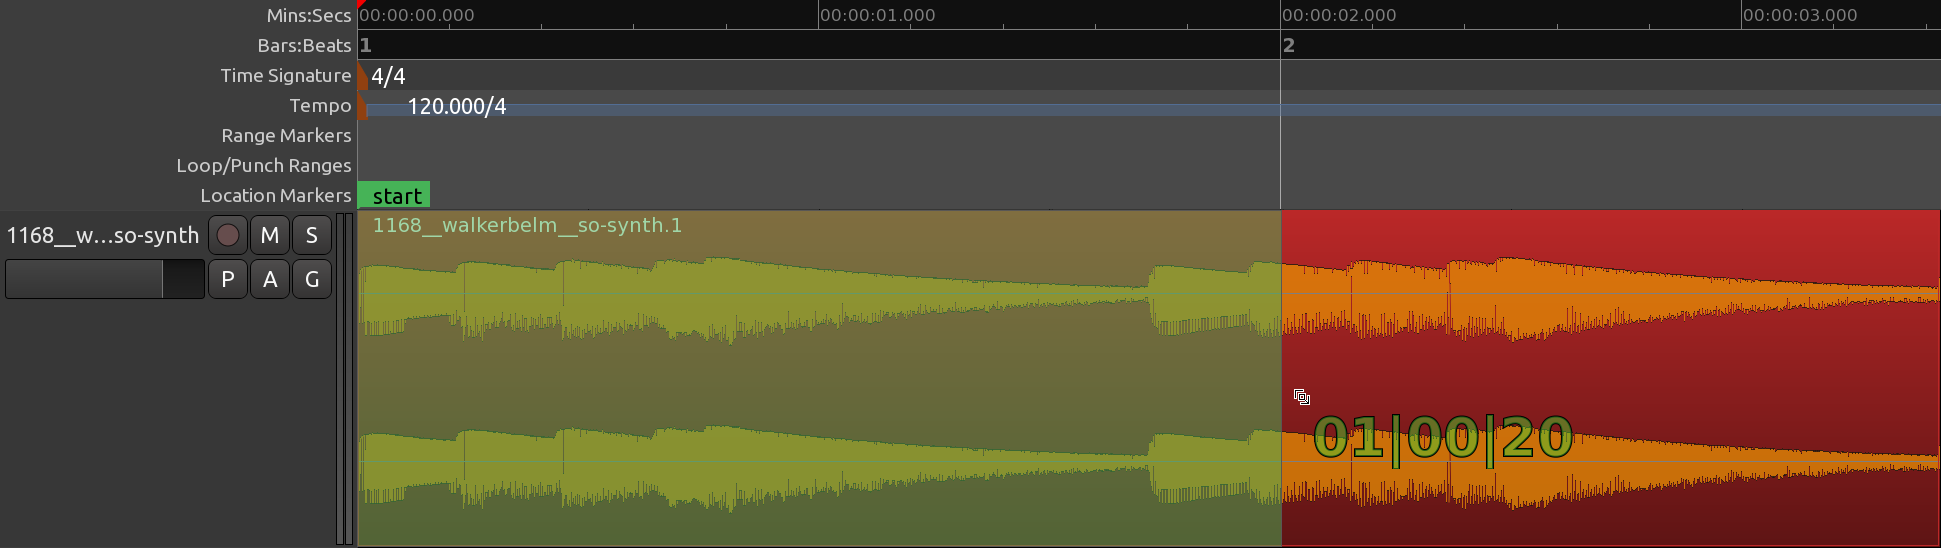 Mins:Secs 00:00:00.000 00:00:01.000 00:00:02.000 00:00:03.000
Bars:Beats 1 2
Time Signature 4/4
Tempo 120.000/4
Range Markers
Loop/Punch Ranges
Location Markers start
1168__walkerbelm__so-synth.1
1168__w...so-synth M S
P A G
01|00|20